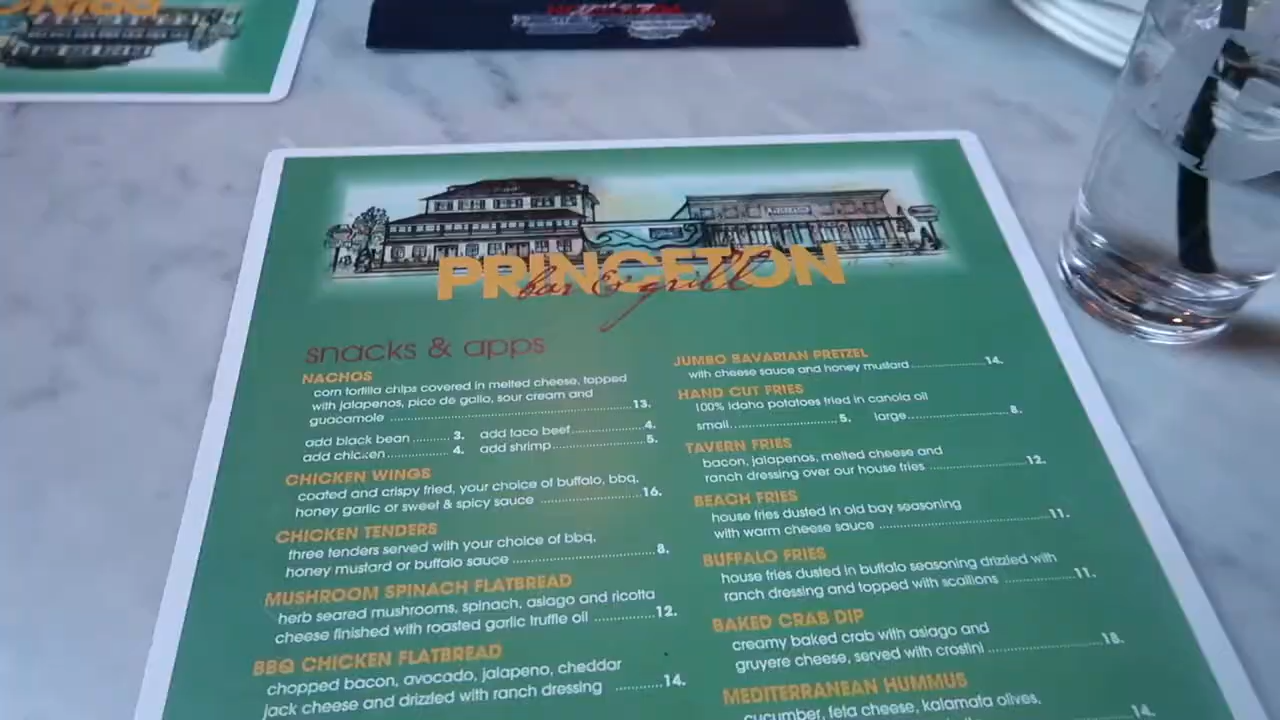 PRINCETON
bar & grill
snacks & apps
NACHOS
corn tortilla chips covered in melted cheese, topped
with jalapenos, pico de gallo, sour cream and
guacamole ........ 13.
add black bean ........ 3. add taco beef ........ 4.
add chicken ........ 4. add shrimp ........ 5.
CHICKEN WINGS
coated and crispy fried, your choice of buffalo, bbq,
honey garlic or sweet & spicy sauce ........ 16.
CHICKEN TENDERS
three tenders served with your choice of bbq,
honey mustard or buffalo sauce ........ 8.
MUSHROOM SPINACH FLATBREAD
herb seared mushrooms, spinach, asiago and ricotta
cheese finished with roasted garlic truffle oil ........ 12.
BBQ CHICKEN FLATBREAD
chopped bacon, avocado, jalapeno, cheddar
jack cheese and drizzled with ranch dressing ........ 14.
JUMBO BAVARIAN PRETZEL
with cheese sauce and honey mustard ........ 14.
HAND CUT FRIES
100% idaho potatoes fried in canola oil
small ........ 5. large ........ 8.
TAVERN FRIES
bacon, jalapenos, melted cheese and
ranch dressing over our house fries ........ 12.
BEACH FRIES
house fries dusted in old bay seasoning
with warm cheese sauce ........ 11.
BUFFALO FRIES
house fries dusted in buffalo seasoning drizzled with
ranch dressing and topped with scallions ........ 11.
BAKED CRAB DIP
creamy baked crab with asiago and
gruyere cheese, served with crostini ........ 18.
MEDITERRANEAN HUMMUS
cucumber, feta cheese, kalamata olives,
14.